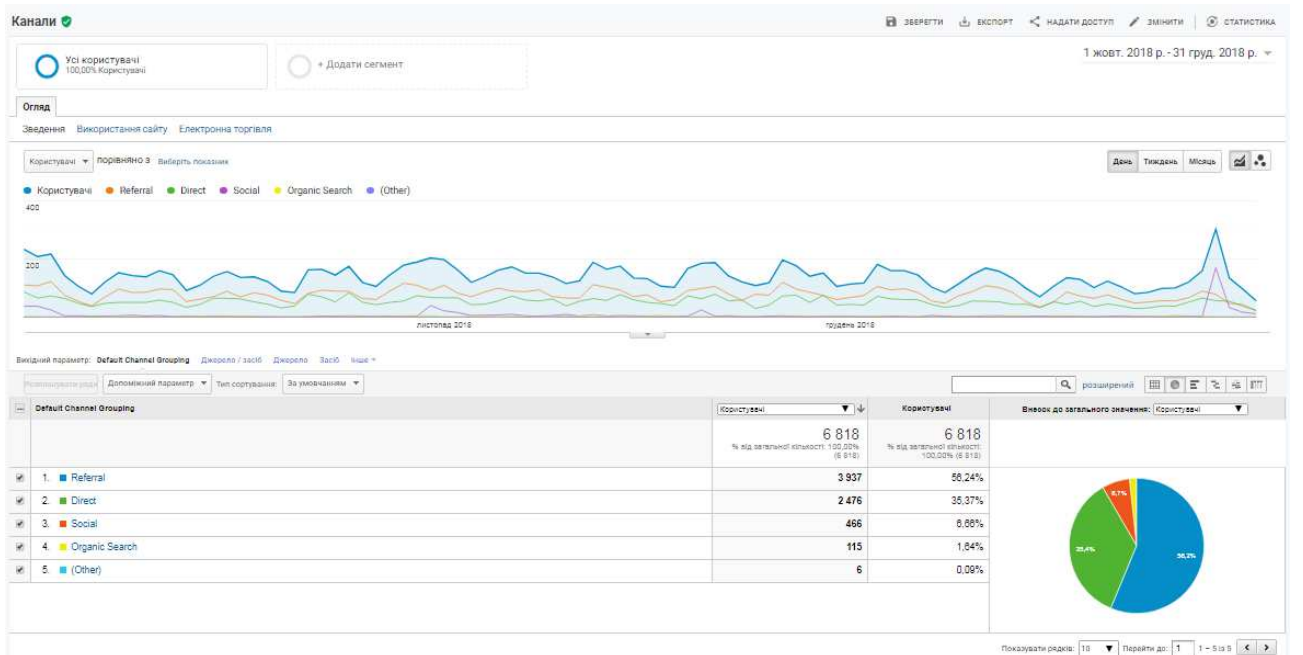 Канали
ЗБЕРЕГТИ ЕКСПОРТ НАДАТИ ДОСТУП ЗМІНИТИ СТАТИСТИКА
Усі користувачі
100,00% Користувачі
+ Додати сегмент
1 жовт. 2018 р. - 31 груд. 2018 р.
Огляд
Зведення Використання сайту Електронна торгівля
Користувачі порівняно з Виберіть показник
День Тиждень Місяць
Користувачі Referral Direct Social Organic Search (Other)
400
200
листопад 2018 грудень 2018
Вихідний параметр: Default Channel Grouping Джерело / засіб Джерело Засіб Інше
Допоміжний параметр Тип сортування: За умовчанням розширений
Default Channel Grouping Користувачі Користувачі Внесок до загального значення: Користувачі
6 818 6 818
% від загальної кількості: 100,00% (6 818) % від загальної кількості: 100,00% (6 818)
1. Referral 3 937 56,24%
2. Direct 2 476 35,37%
3. Social 466 6,66%
4. Organic Search 115 1,64%
5. (Other) 6 0,09%
6,7%
56,2%
Показувати рядків: 10 Перейти до: 1 1 – 5 із 5